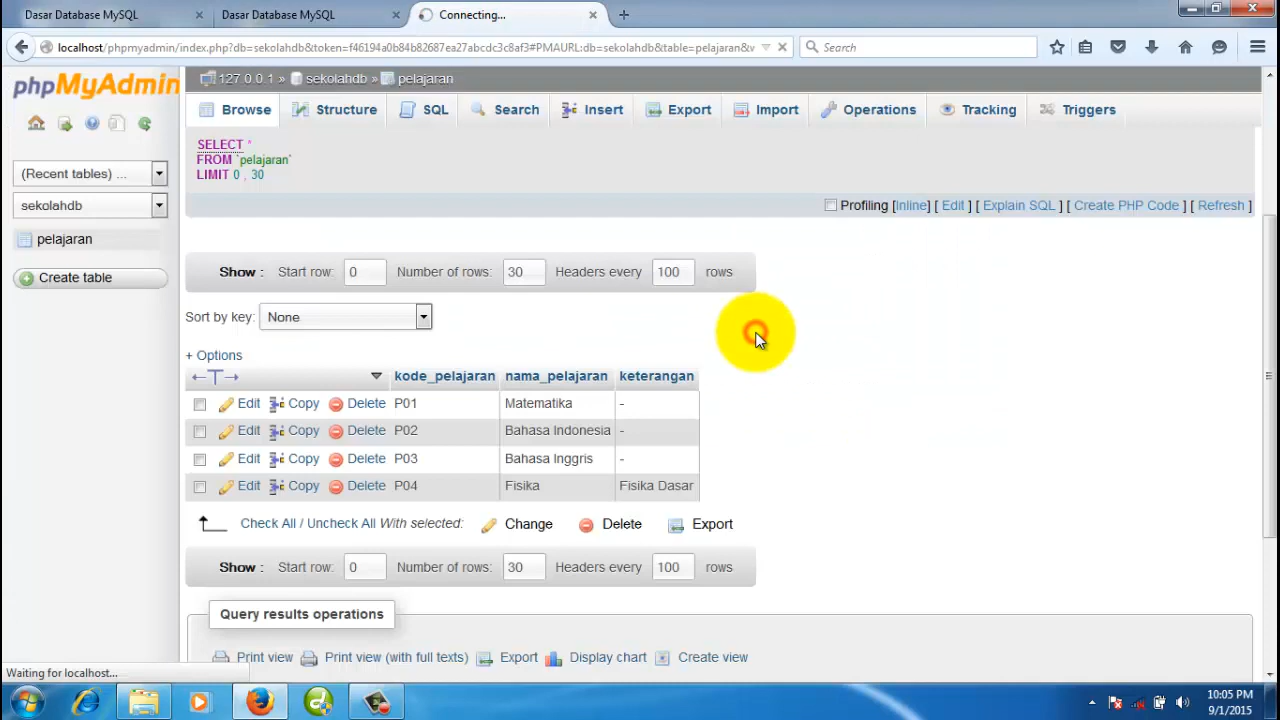 Dasar Database MySQL × Dasar Database MySQL × Connecting... × +
localhost/phpmyadmin/index.php?db=sekolahdb&token=f46194a0b84b82687ea27abcdc3c8af3#PMAURL:db=sekolahdb&table=pelajaran&v Search
phpMyAdmin
127.0.0.1 » sekolahdb » pelajaran
Browse Structure SQL Search Insert Export Import Operations Tracking Triggers
SELECT *
FROM `pelajaran`
LIMIT 0 , 30
(Recent tables) ...
sekolahdb
pelajaran
Create table
Profiling [Inline] [ Edit ] [ Explain SQL ] [ Create PHP Code ] [ Refresh ]
Show : Start row: 0 Number of rows: 30 Headers every 100 rows
Sort by key: None
+ Options
←T→ kode_pelajaran nama_pelajaran keterangan
Edit Copy Delete P01 Matematika -
Edit Copy Delete P02 Bahasa Indonesia -
Edit Copy Delete P03 Bahasa Inggris -
Edit Copy Delete P04 Fisika Fisika Dasar
Check All / Uncheck All With selected: Change Delete Export
Show : Start row: 0 Number of rows: 30 Headers every 100 rows
Query results operations
Print view Print view (with full texts) Export Display chart Create view
Waiting for localhost...
10:05 PM
9/1/2015